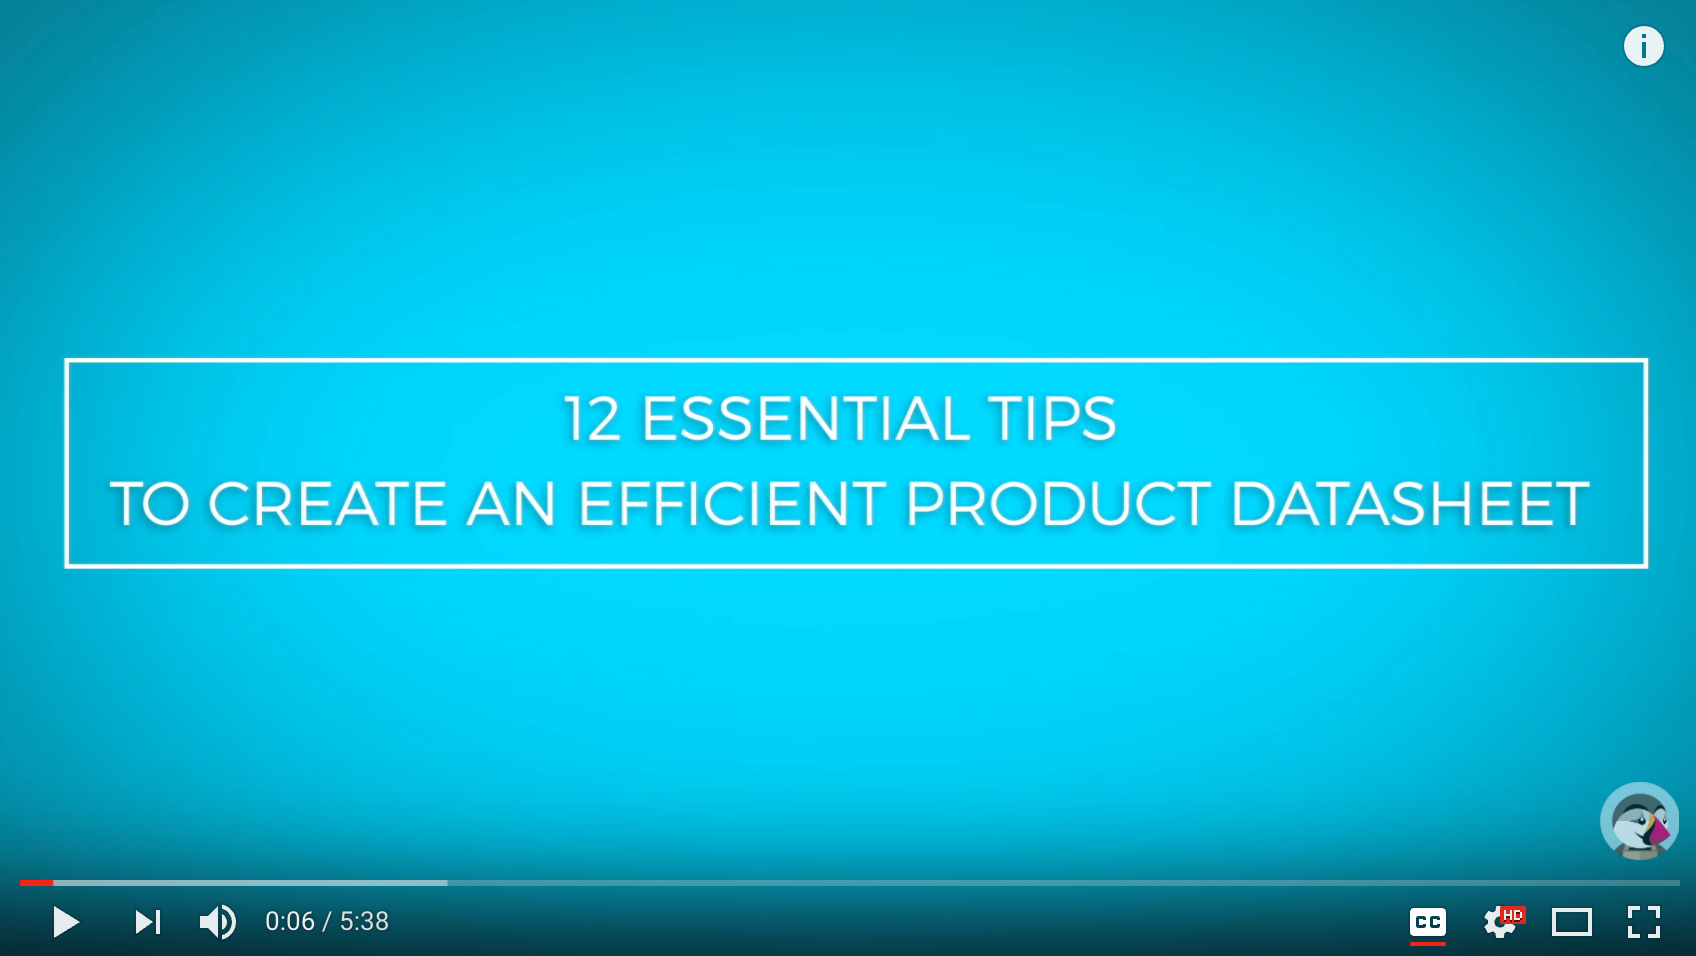 12 ESSENTIAL TIPS
TO CREATE AN EFFICIENT PRODUCT DATASHEET
0:06 / 5:38
CC
HD